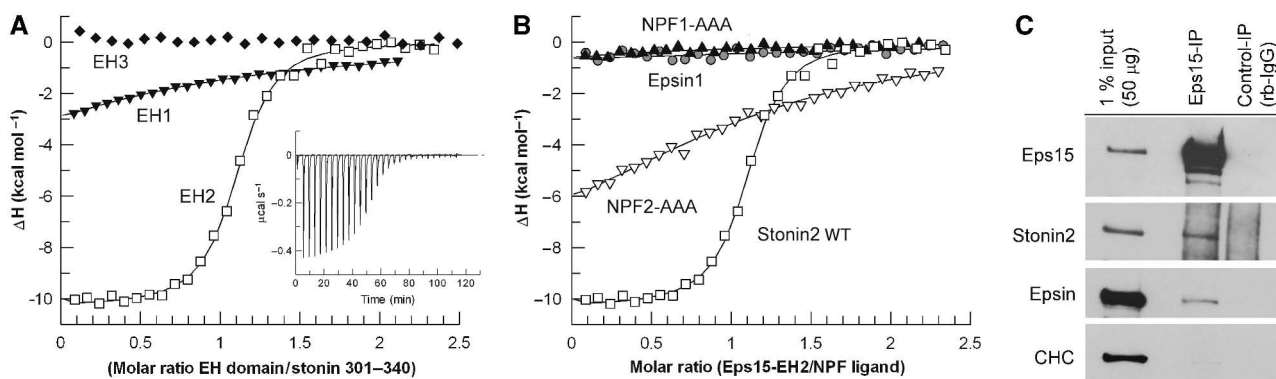 A
0
-2
-4
-6
-8
-10
ΔH (kcal mol⁻¹)
EH3
EH1
EH2
0
-0.2
-0.4
μcal s⁻¹
0 20 40 60 80 100 120
Time (min)
0 0.5 1 1.5 2 2.5
(Molar ratio EH domain/stonin 301–340)
B
0
-2
-4
-6
-8
-10
ΔH (kcal mol⁻¹)
NPF1-AAA
Epsin1
NPF2-AAA
Stonin2 WT
0 0.5 1 1.5 2 2.5
Molar ratio (Eps15-EH2/NPF ligand)
C
1 % input
(50 μg)
Eps15-IP
Control-IP
(rb-IgG)
Eps15
Stonin2
Epsin
CHC